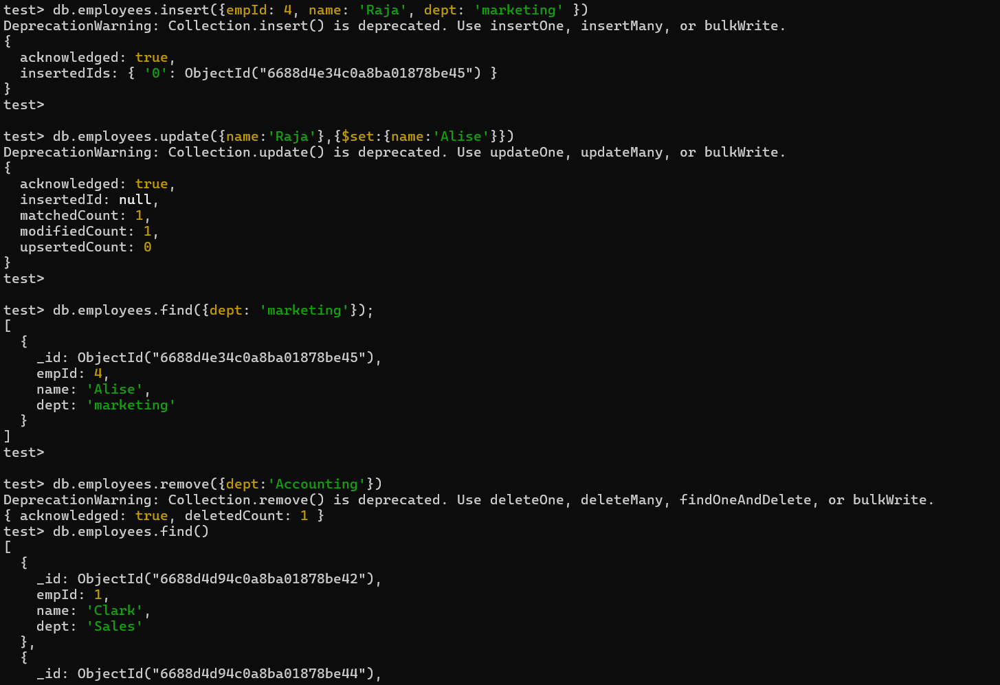 test> db.employees.insert({empId: 4, name: 'Raja', dept: 'marketing' })
DeprecationWarning: Collection.insert() is deprecated. Use insertOne, insertMany, or bulkWrite.
{
  acknowledged: true,
  insertedIds: { '0': ObjectId("6688d4e34c0a8ba01878be45") }
}
test>

test> db.employees.update({name:'Raja'},{$set:{name:'Alise'}})
DeprecationWarning: Collection.update() is deprecated. Use updateOne, updateMany, or bulkWrite.
{
  acknowledged: true,
  insertedId: null,
  matchedCount: 1,
  modifiedCount: 1,
  upsertedCount: 0
}
test>

test> db.employees.find({dept: 'marketing'});
[
  {
    _id: ObjectId("6688d4e34c0a8ba01878be45"),
    empId: 4,
    name: 'Alise',
    dept: 'marketing'
  }
]
test>

test> db.employees.remove({dept:'Accounting'})
DeprecationWarning: Collection.remove() is deprecated. Use deleteOne, deleteMany, findOneAndDelete, or bulkWrite.
{ acknowledged: true, deletedCount: 1 }
test> db.employees.find()
[
  {
    _id: ObjectId("6688d4d94c0a8ba01878be42"),
    empId: 1,
    name: 'Clark',
    dept: 'Sales'
  },
  {
    _id: ObjectId("6688d4d94c0a8ba01878be44"),